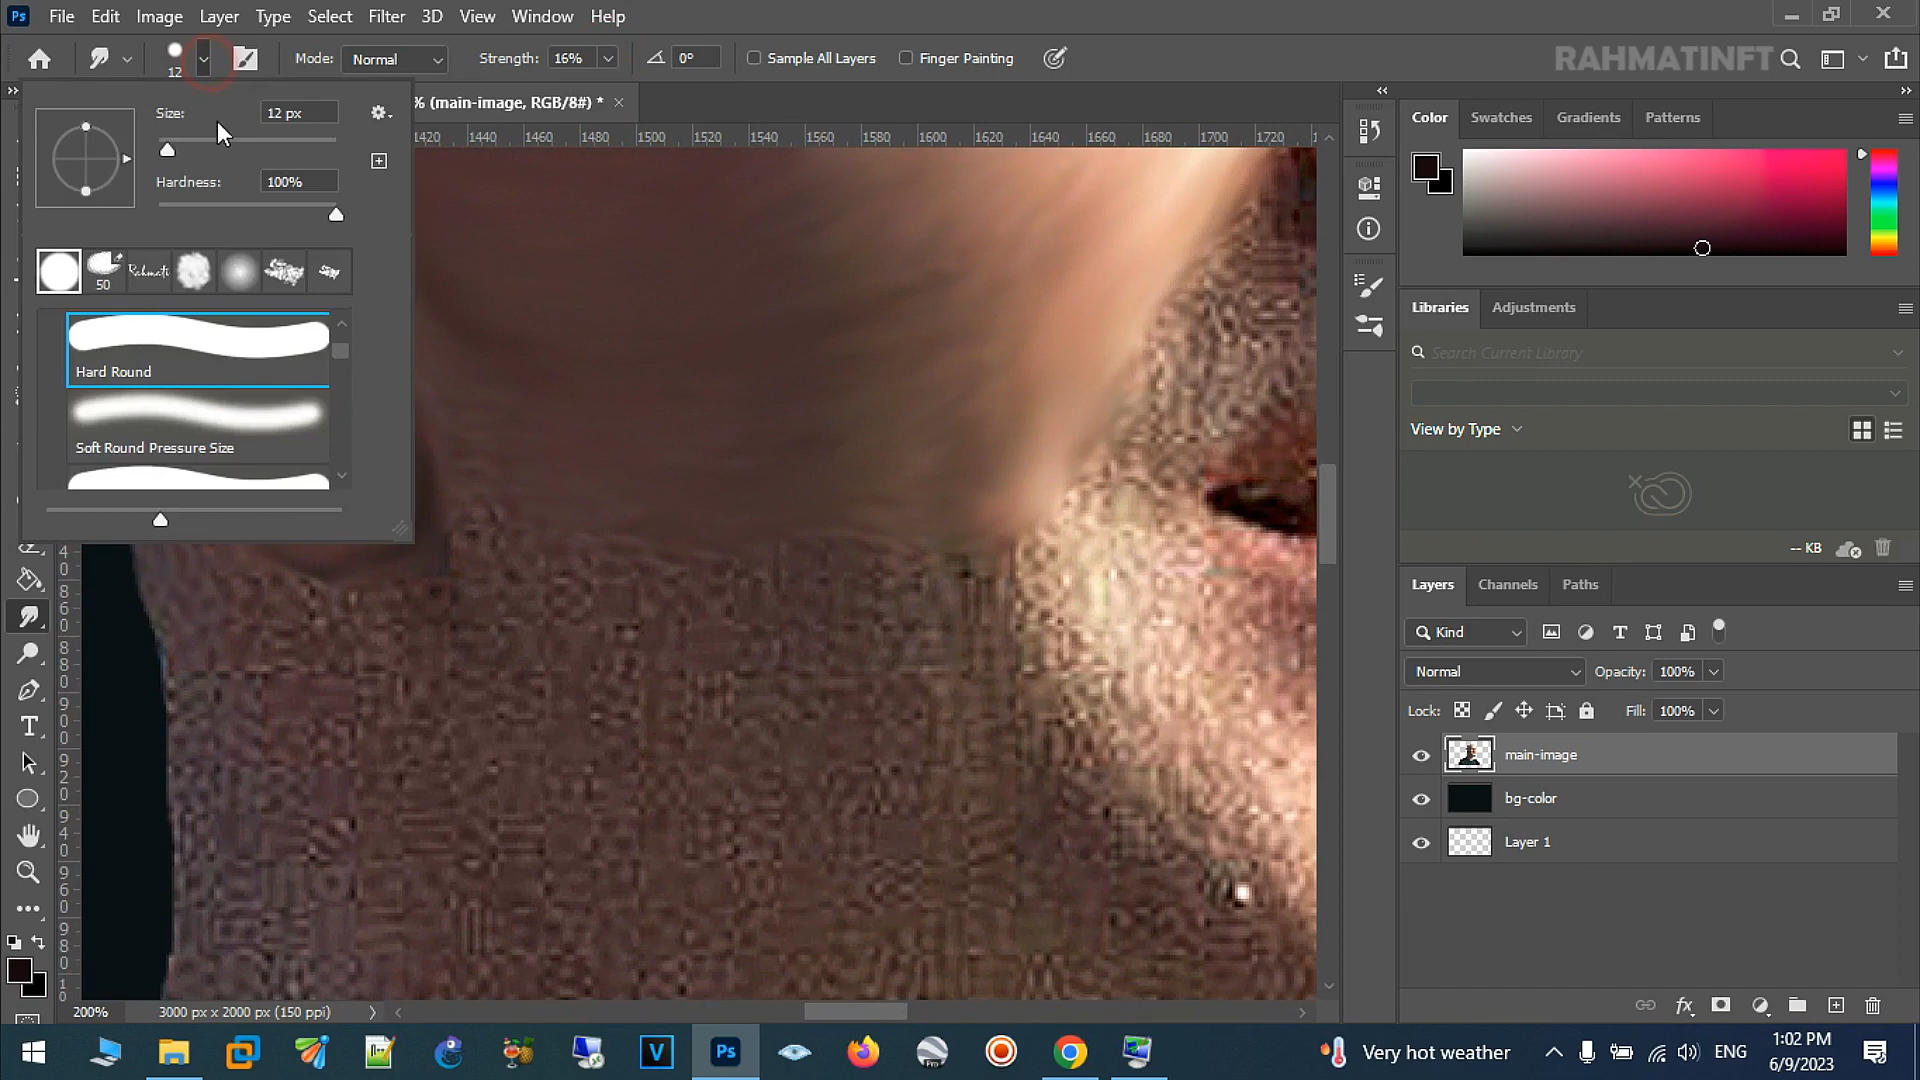 Ps File Edit Image Layer Type Select Filter 3D View Window Help
12 Mode: Normal Strength: 16% 0° Sample All Layers Finger Painting RAHMATINFT
% (main-image, RGB/8#) *
Size: 12 px
Hardness: 100%
50 Rahmati
Hard Round
Soft Round Pressure Size
1420 1440 1460 1480 1500 1520 1540 1560 1580 1600 1620 1640 1660 1680 1700 1720
Color Swatches Gradients Patterns
Libraries Adjustments
Search Current Library
View by Type
-- KB
Layers Channels Paths
Kind
Normal Opacity: 100%
Lock: Fill: 100%
main-image
bg-color
Layer 1
200% 3000 px x 2000 px (150 ppi)
V Ps Pro Very hot weather ENG 1:02 PM
6/9/2023